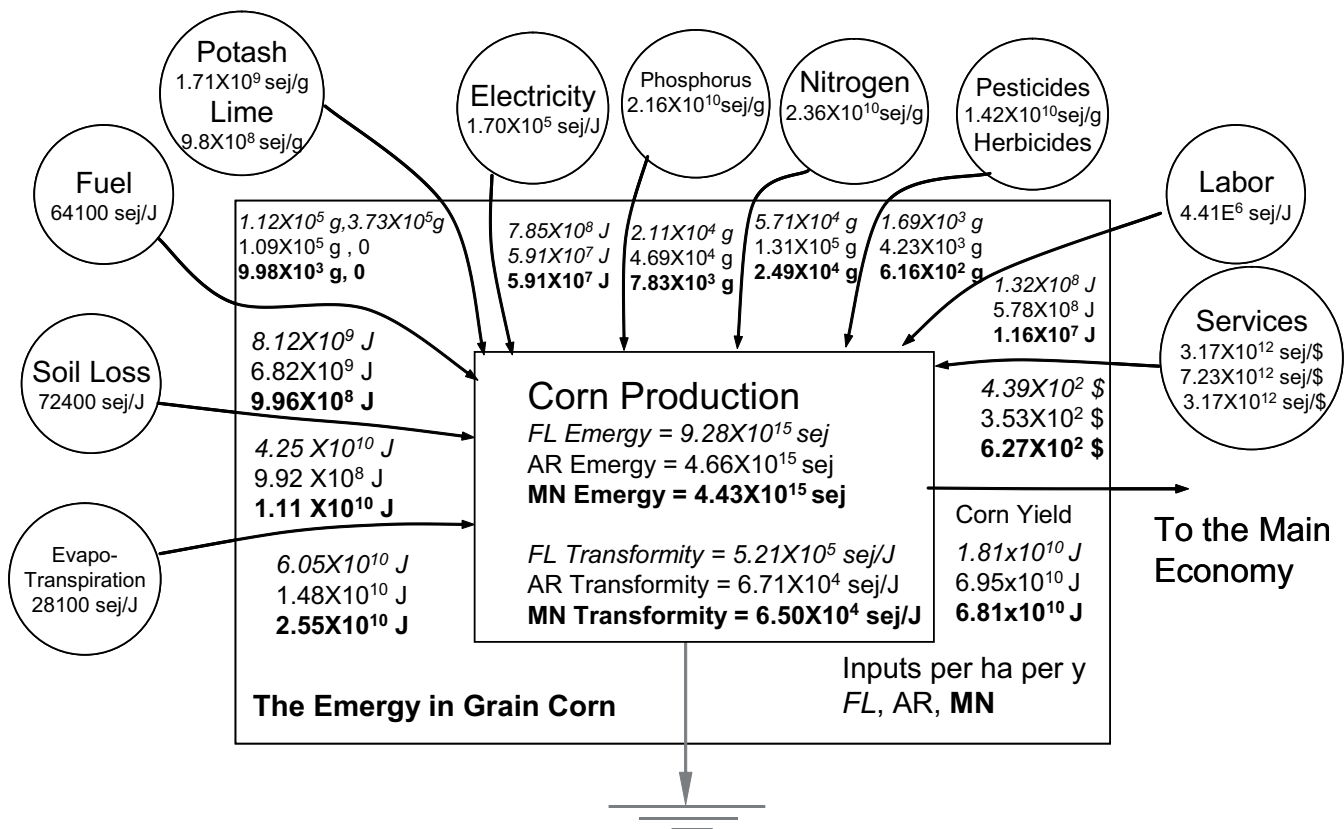 Potash
1.71X10⁹ sej/g
Lime
9.8X10⁸ sej/g
Electricity
1.70X10⁵ sej/J
Phosphorus
2.16X10¹⁰sej/g
Nitrogen
2.36X10¹⁰sej/g
Pesticides
1.42X10¹⁰sej/g
Herbicides
Fuel
64100 sej/J
Labor
4.41E⁶ sej/J
1.12X10⁵ g,3.73X10⁵g
1.09X10⁵ g , 0
9.98X10³ g, 0
7.85X10⁸ J
5.91X10⁷ J
5.91X10⁷ J
2.11X10⁴ g
4.69X10⁴ g
7.83X10³ g
5.71X10⁴ g
1.31X10⁵ g
2.49X10⁴ g
1.69X10³ g
4.23X10³ g
6.16X10² g
1.32X10⁸ J
5.78X10⁸ J
1.16X10⁷ J
Services
3.17X10¹² sej/$
7.23X10¹² sej/$
3.17X10¹² sej/$
8.12X10⁹ J
6.82X10⁹ J
9.96X10⁸ J
Soil Loss
72400 sej/J
4.39X10² $
3.53X10² $
6.27X10² $
Corn Production
FL Emergy = 9.28X10¹⁵ sej
AR Emergy = 4.66X10¹⁵ sej
MN Emergy = 4.43X10¹⁵ sej
FL Transformity = 5.21X10⁵ sej/J
AR Transformity = 6.71X10⁴ sej/J
MN Transformity = 6.50X10⁴ sej/J
4.25 X10¹⁰ J
9.92 X10⁸ J
1.11 X10¹⁰ J
Evapo-
Transpiration
28100 sej/J
6.05X10¹⁰ J
1.48X10¹⁰ J
2.55X10¹⁰ J
Corn Yield
1.81x10¹⁰ J
6.95x10¹⁰ J
6.81x10¹⁰ J
To the Main
Economy
Inputs per ha per y
FL, AR, MN
The Emergy in Grain Corn